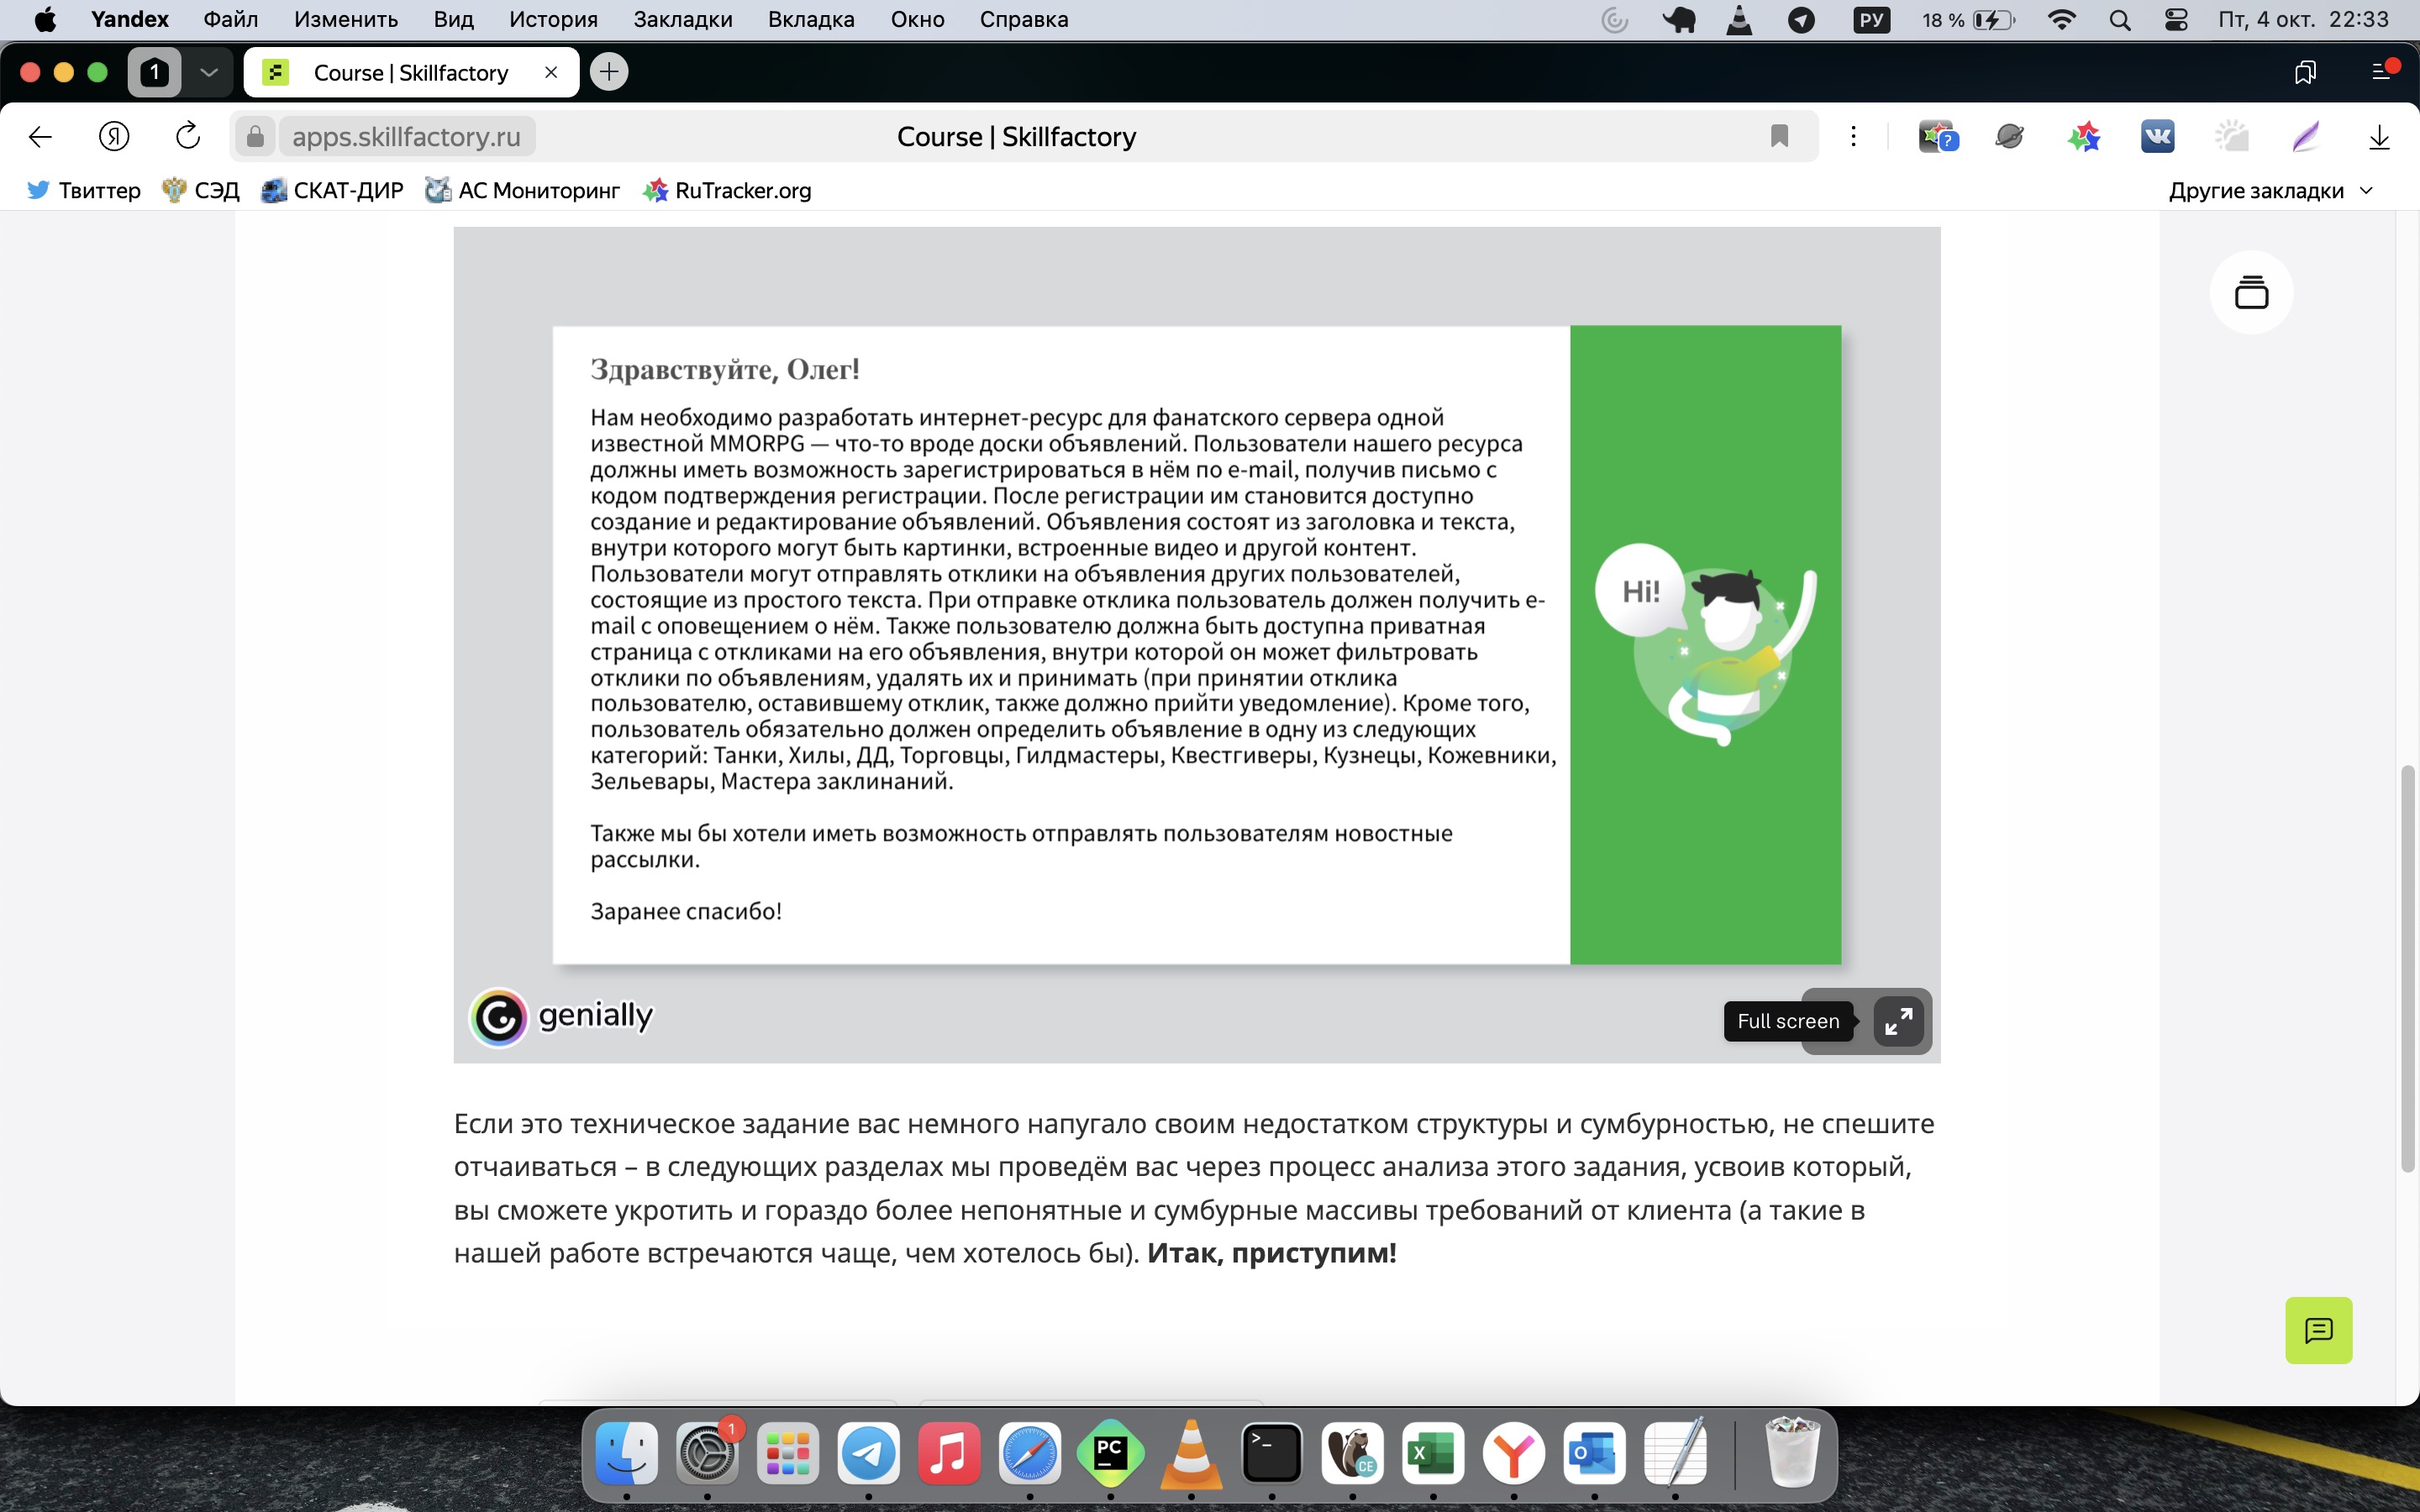 Yandex Файл Изменить Вид История Закладки Вкладка Окно Справка РУ 18 % Пт, 4 окт. 22:33
1 Course | Skillfactory
Я apps.skillfactory.ru Course | Skillfactory
Твиттер СЭД СКАТ-ДИР АС Мониторинг RuTracker.org Другие закладки
Здравствуйте, Олег!
Нам необходимо разработать интернет-ресурс для фанатского сервера одной
известной MMORPG — что-то вроде доски объявлений. Пользователи нашего ресурса
должны иметь возможность зарегистрироваться в нём по e-mail, получив письмо с
кодом подтверждения регистрации. После регистрации им становится доступно
создание и редактирование объявлений. Объявления состоят из заголовка и текста,
внутри которого могут быть картинки, встроенные видео и другой контент.
Пользователи могут отправлять отклики на объявления других пользователей,
состоящие из простого текста. При отправке отклика пользователь должен получить e-
mail с оповещением о нём. Также пользователю должна быть доступна приватная
страница с откликами на его объявления, внутри которой он может фильтровать
отклики по объявлениям, удалять их и принимать (при принятии отклика
пользователю, оставившему отклик, также должно прийти уведомление). Кроме того,
пользователь обязательно должен определить объявление в одну из следующих
категорий: Танки, Хилы, ДД, Торговцы, Гилдмастеры, Квестгиверы, Кузнецы, Кожевники,
Зельевары, Мастера заклинаний.
Также мы бы хотели иметь возможность отправлять пользователям новостные
рассылки.
Заранее спасибо!
Hi!
genially
Full screen
Если это техническое задание вас немного напугало своим недостатком структуры и сумбурностью, не спешите
отчаиваться – в следующих разделах мы проведём вас через процесс анализа этого задания, усвоив который,
вы сможете укротить и гораздо более непонятные и сумбурные массивы требований от клиента (а такие в
нашей работе встречаются чаще, чем хотелось бы). Итак, приступим!
1 PC CE X O